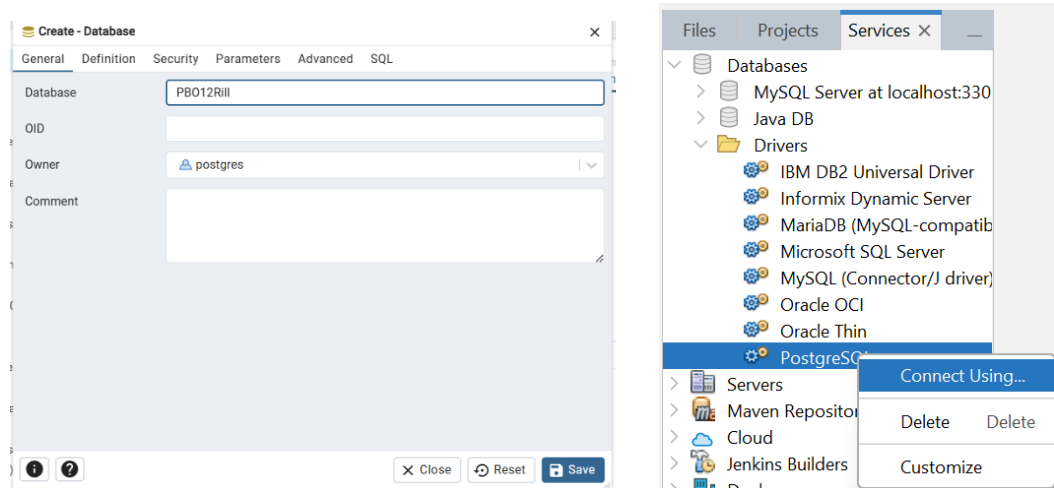 Create - Database
General Definition Security Parameters Advanced SQL
Database PBO12Rill
OID
Owner postgres
Comment
Close Reset Save
Files Projects Services
Databases
MySQL Server at localhost:330
Java DB
Drivers
IBM DB2 Universal Driver
Informix Dynamic Server
MariaDB (MySQL-compatib
Microsoft SQL Server
MySQL (Connector/J driver)
Oracle OCI
Oracle Thin
PostgreSQL
Connect Using...
Servers
Maven Repositor
Delete Delete
Cloud
Jenkins Builders
Customize